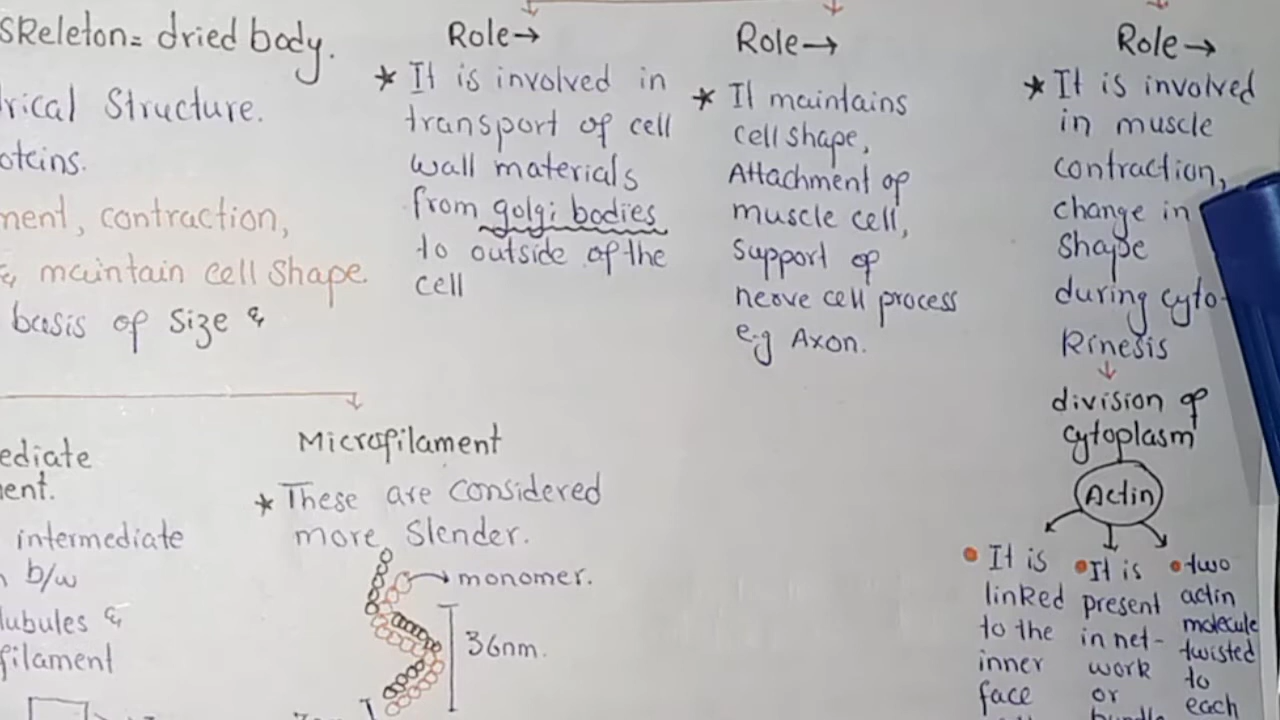 skeleton = dried body.
rical structure.
oteins.
ment, contraction,
& maintain cell shape.
basis of size &
Role→
* It is involved in
transport of cell
wall materials
from golgi bodies
to outside of the
cell
Role→
* It maintains
cell shape,
Attachment of
muscle cell,
support of
nerve cell process
e.g Axon.
Role→
* It is involved
in muscle
contraction,
change in
shape
during cyto-
kinesis
division of
cytoplasm
Actin
It is
linked
to the
inner
face
It is
present
in net-
work
or
two
actin
molecule
twisted
to
each
ediate
ent.
intermediate
b/w
ubules &
filament
Microfilament
* These are considered
more slender.
monomer.
36nm.